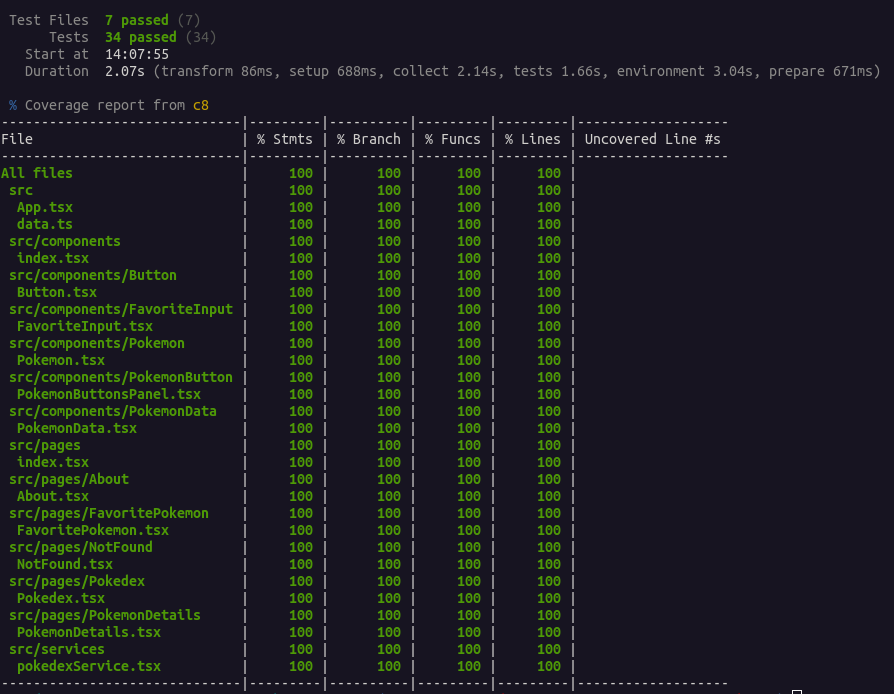 Test Files  7 passed (7)
     Tests  34 passed (34)
  Start at  14:07:55
  Duration  2.07s (transform 86ms, setup 688ms, collect 2.14s, tests 1.66s, environment 3.04s, prepare 671ms)
% Coverage report from c8
------------------------------|---------|----------|---------|---------|-------------------
File                          | % Stmts | % Branch | % Funcs | % Lines | Uncovered Line #s
------------------------------|---------|----------|---------|---------|-------------------
All files                     |     100 |      100 |     100 |     100 |
 src                          |     100 |      100 |     100 |     100 |
  App.tsx                     |     100 |      100 |     100 |     100 |
  data.ts                     |     100 |      100 |     100 |     100 |
 src/components               |     100 |      100 |     100 |     100 |
  index.tsx                   |     100 |      100 |     100 |     100 |
 src/components/Button        |     100 |      100 |     100 |     100 |
  Button.tsx                  |     100 |      100 |     100 |     100 |
 src/components/FavoriteInput |     100 |      100 |     100 |     100 |
  FavoriteInput.tsx           |     100 |      100 |     100 |     100 |
 src/components/Pokemon       |     100 |      100 |     100 |     100 |
  Pokemon.tsx                 |     100 |      100 |     100 |     100 |
 src/components/PokemonButton |     100 |      100 |     100 |     100 |
  PokemonButtonsPanel.tsx     |     100 |      100 |     100 |     100 |
 src/components/PokemonData   |     100 |      100 |     100 |     100 |
  PokemonData.tsx             |     100 |      100 |     100 |     100 |
 src/pages                    |     100 |      100 |     100 |     100 |
  index.tsx                   |     100 |      100 |     100 |     100 |
 src/pages/About              |     100 |      100 |     100 |     100 |
  About.tsx                   |     100 |      100 |     100 |     100 |
 src/pages/FavoritePokemon    |     100 |      100 |     100 |     100 |
  FavoritePokemon.tsx         |     100 |      100 |     100 |     100 |
 src/pages/NotFound           |     100 |      100 |     100 |     100 |
  NotFound.tsx                |     100 |      100 |     100 |     100 |
 src/pages/Pokedex            |     100 |      100 |     100 |     100 |
  Pokedex.tsx                 |     100 |      100 |     100 |     100 |
 src/pages/PokemonDetails     |     100 |      100 |     100 |     100 |
  PokemonDetails.tsx          |     100 |      100 |     100 |     100 |
 src/services                 |     100 |      100 |     100 |     100 |
  pokedexService.tsx          |     100 |      100 |     100 |     100 |
------------------------------|---------|----------|---------|---------|-------------------